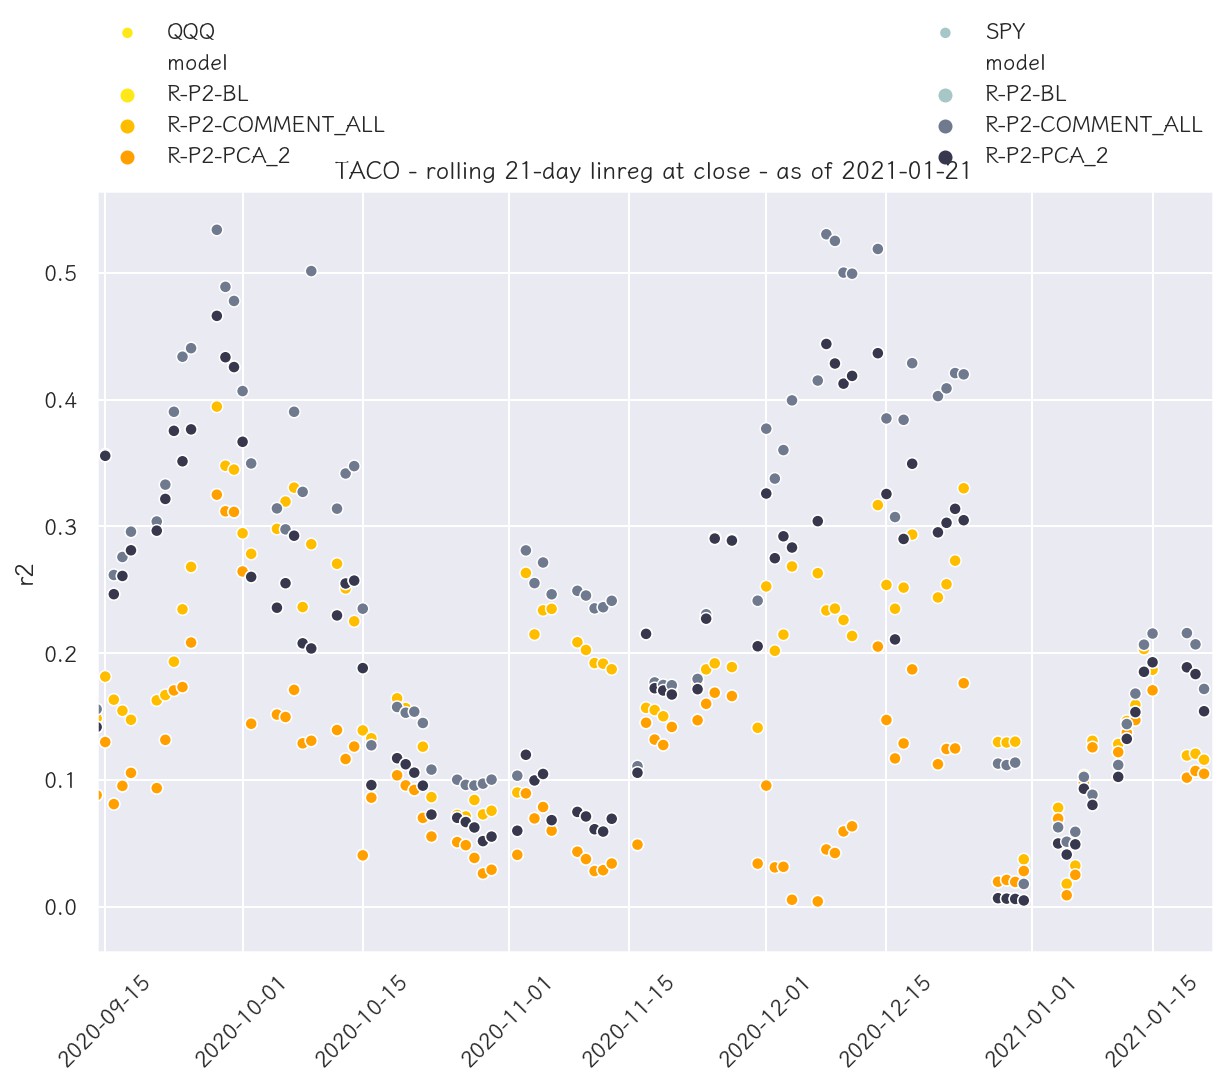 QQQ
model
R-P2-BL
R-P2-COMMENT_ALL
R-P2-PCA_2
SPY
model
R-P2-BL
R-P2-COMMENT_ALL
R-P2-PCA_2
TACO - rolling 21-day linreg at close - as of 2021-01-21
0.5
0.4
0.3
r2
0.2
0.1
0.0
2020-09-15
2020-10-01
2020-10-15
2020-11-01
2020-11-15
2020-12-01
2020-12-15
2021-01-01
2021-01-15